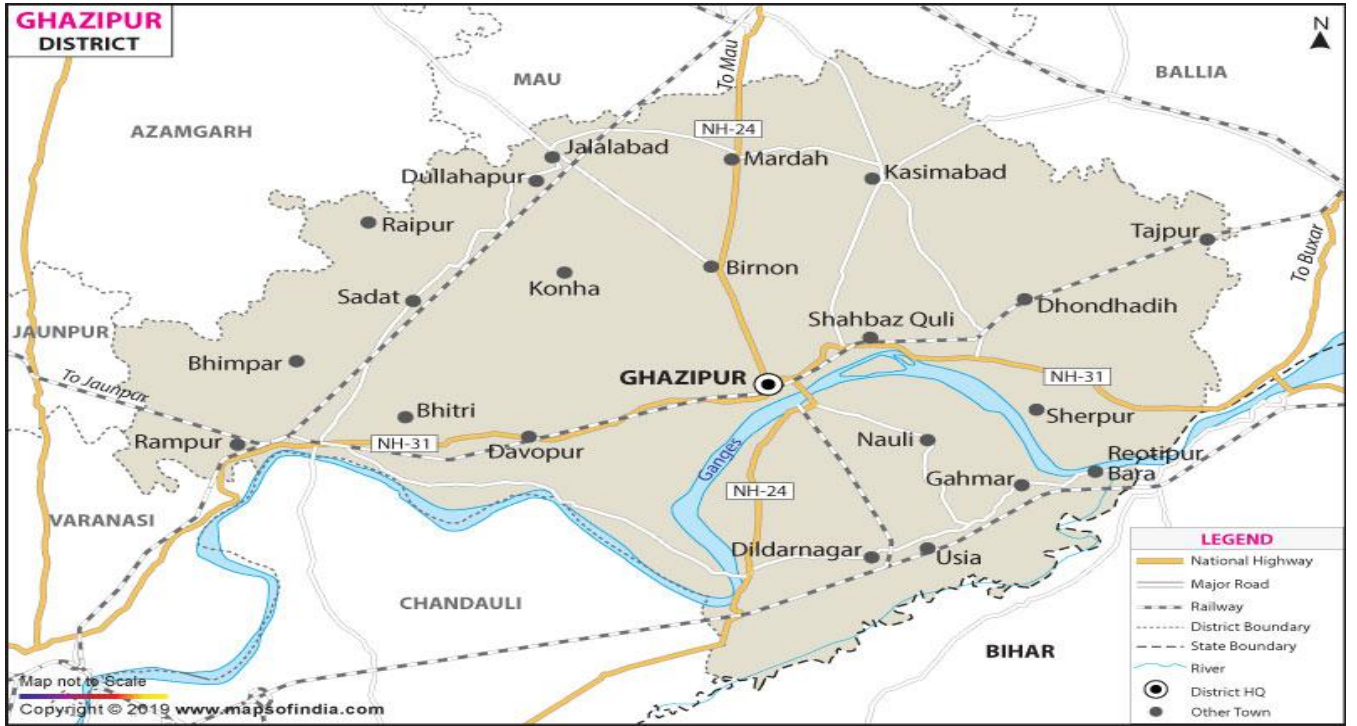 GHAZIPUR
DISTRICT
N
MAU
To Mau
BALLIA
AZAMGARH
NH-24
Jalalabad
Mardah
Dullahapur
Kasimabad
Raipur
Tajpur
To Buxar
Birnon
Konha
Sadat
Dhondhadih
JAUNPUR
Shahbaz Quli
Bhimpar
To Jaunpar
GHAZIPUR
NH-31
Bhitri
Sherpur
Rampur
NH-31
Davopur
Nauli
Ganges
Reotipur
Bara
Gahmar
NH-24
VARANASI
Dildarnagar
Usia
CHANDAULI
BIHAR
LEGEND
National Highway
Major Road
Railway
District Boundary
State Boundary
River
District HQ
Other Town
Map not to Scale
Copyright © 2019 www.mapsofindia.com